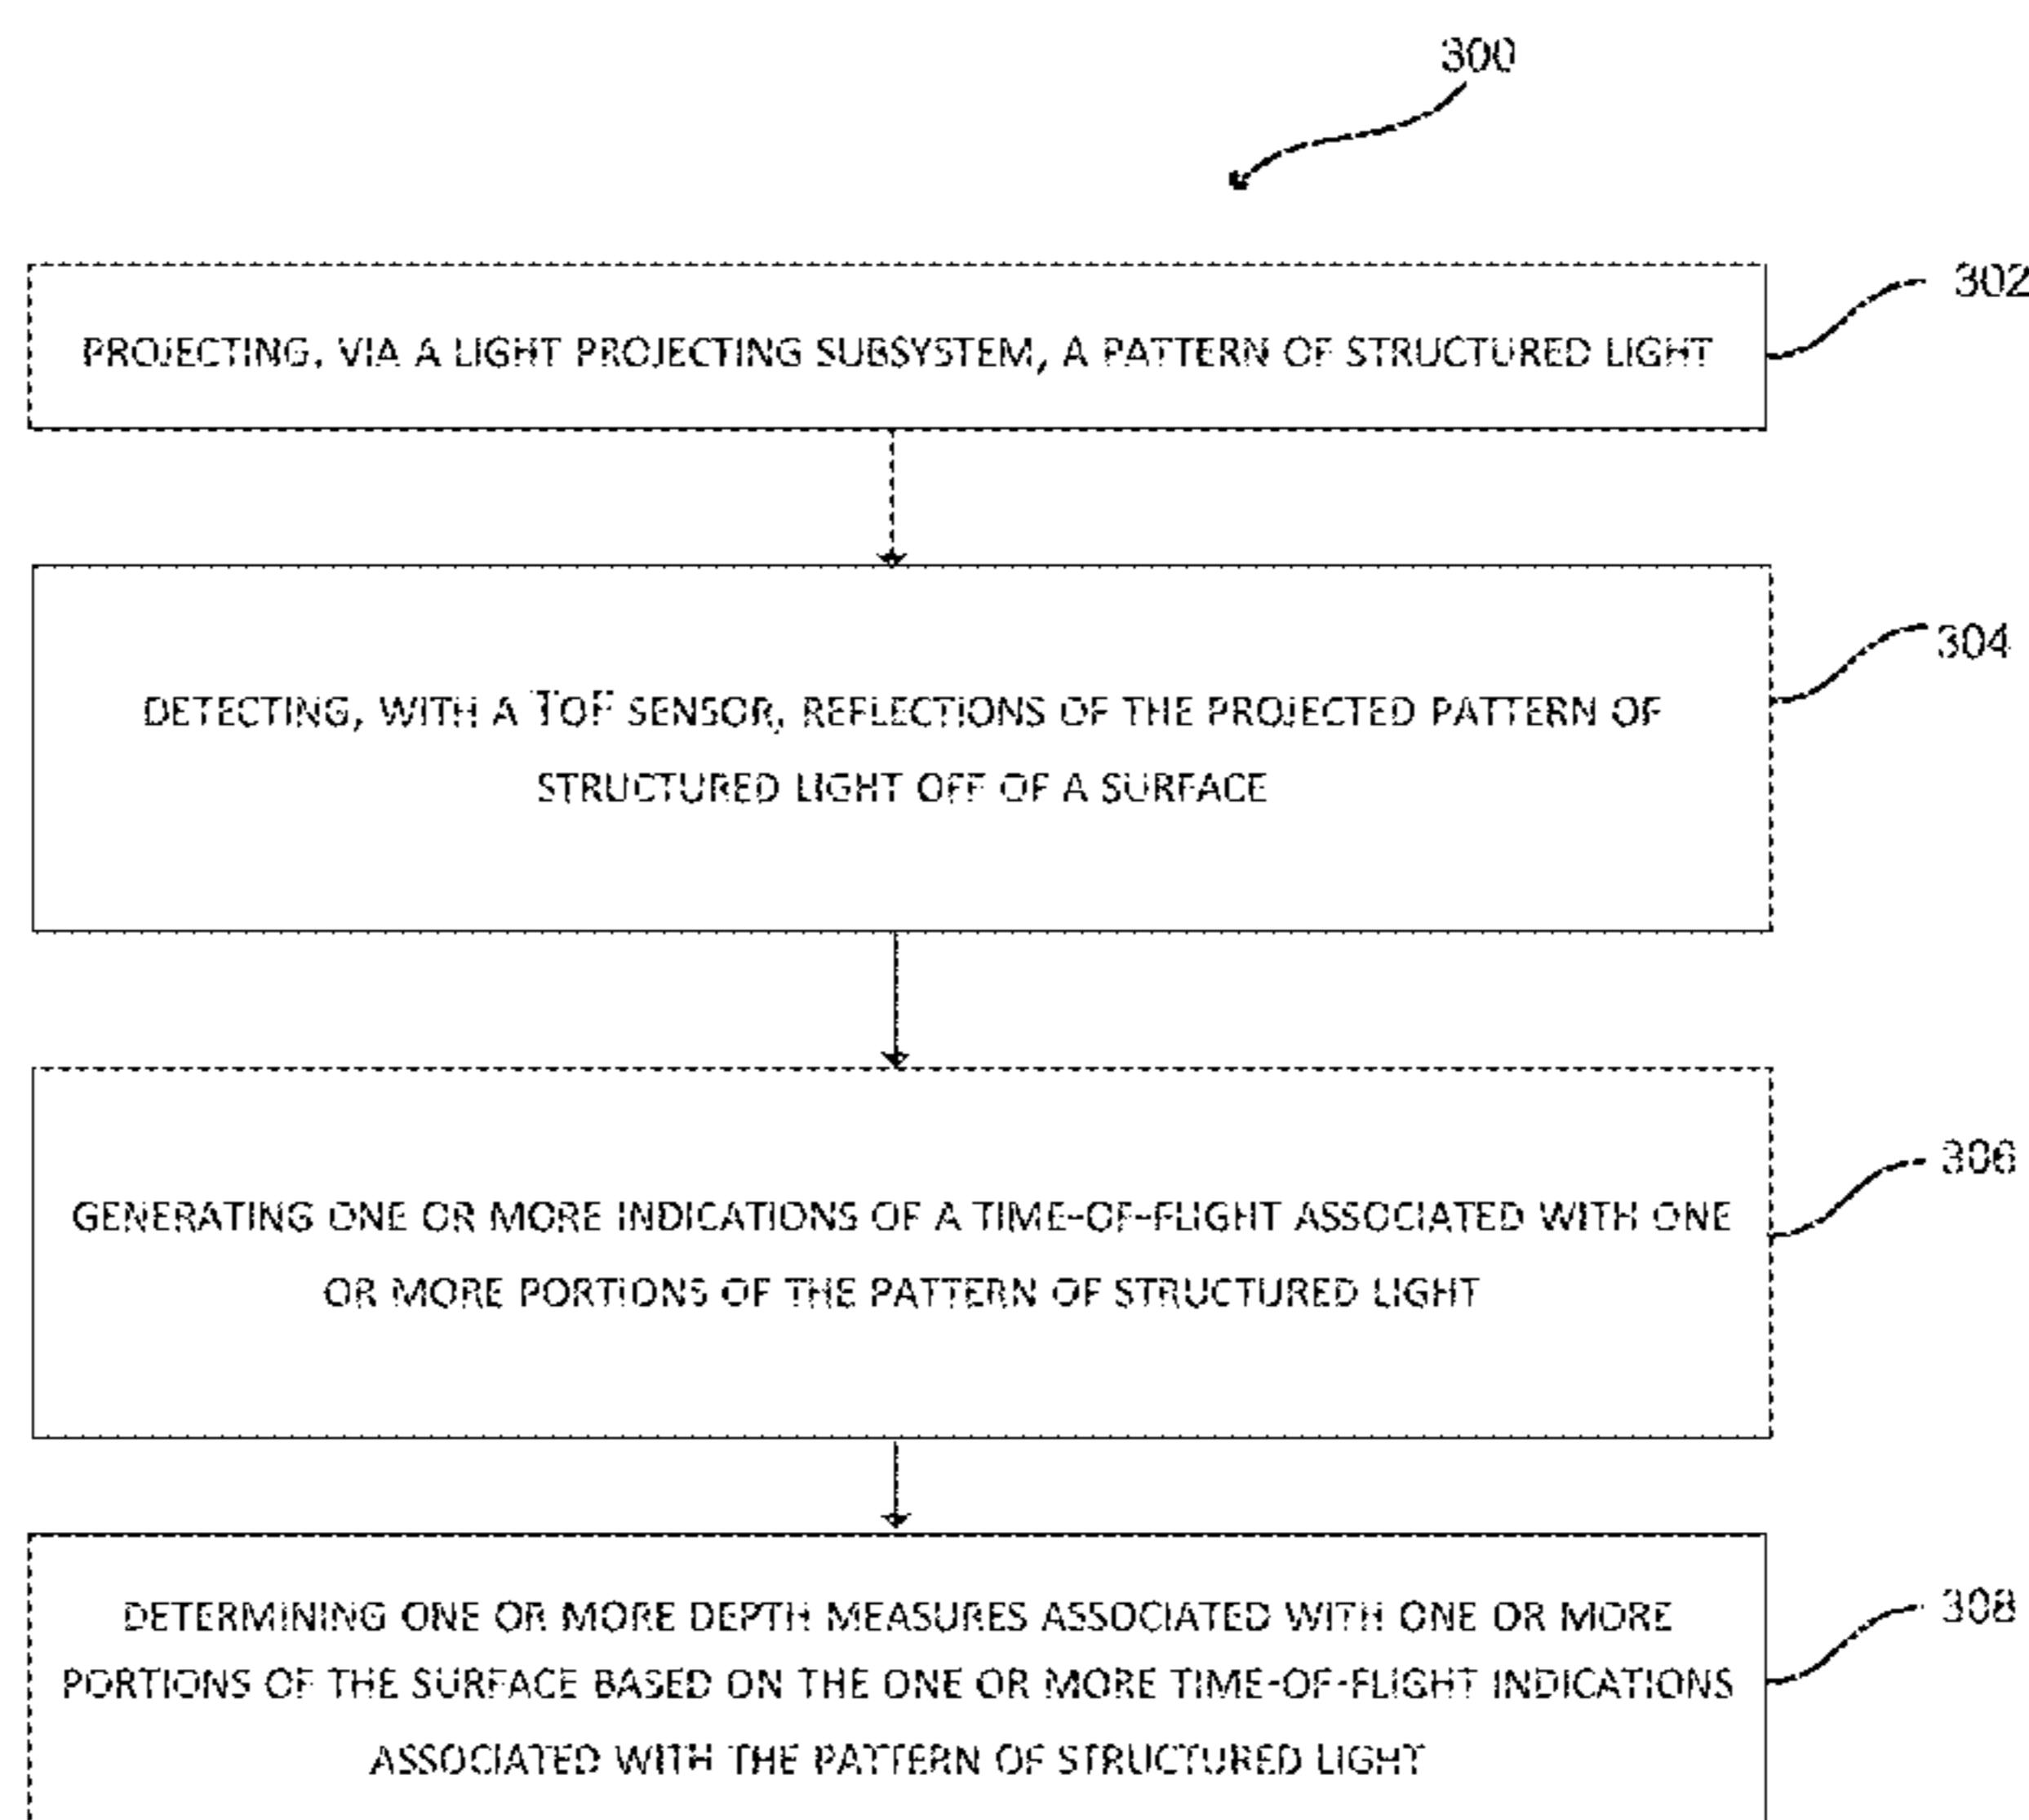 300
302
PROJECTING, VIA A LIGHT PROJECTING SUBSYSTEM, A PATTERN OF STRUCTURED LIGHT
304
DETECTING, WITH A TOF SENSOR, REFLECTIONS OF THE PROJECTED PATTERN OF
STRUCTURED LIGHT OFF OF A SURFACE
306
GENERATING ONE OR MORE INDICATIONS OF A TIME-OF-FLIGHT ASSOCIATED WITH ONE
OR MORE PORTIONS OF THE PATTERN OF STRUCTURED LIGHT
308
DETERMINING ONE OR MORE DEPTH MEASURES ASSOCIATED WITH ONE OR MORE
PORTIONS OF THE SURFACE BASED ON THE ONE OR MORE TIME-OF-FLIGHT INDICATIONS
ASSOCIATED WITH THE PATTERN OF STRUCTURED LIGHT